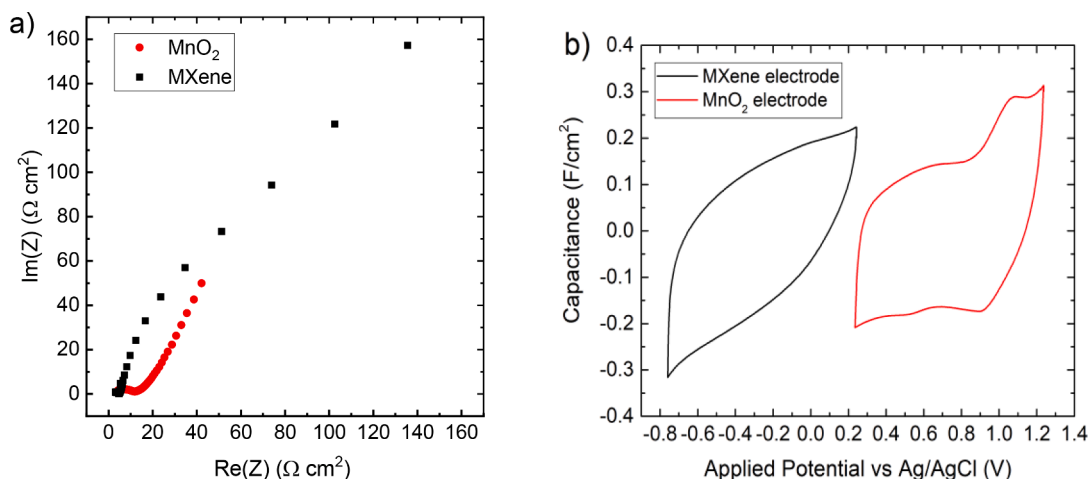 a)
MnO₂
MXene
160
140
120
100
80
60
40
20
0
Im(Z) (Ω cm²)
0 20 40 60 80 100 120 140 160
Re(Z) (Ω cm²)
b)
MXene electrode
MnO₂ electrode
0.4
0.3
0.2
0.1
0.0
-0.1
-0.2
-0.3
-0.4
Capacitance (F/cm²)
-0.8 -0.6 -0.4 -0.2 0.0 0.2 0.4 0.6 0.8 1.0 1.2 1.4
Applied Potential vs Ag/AgCl (V)